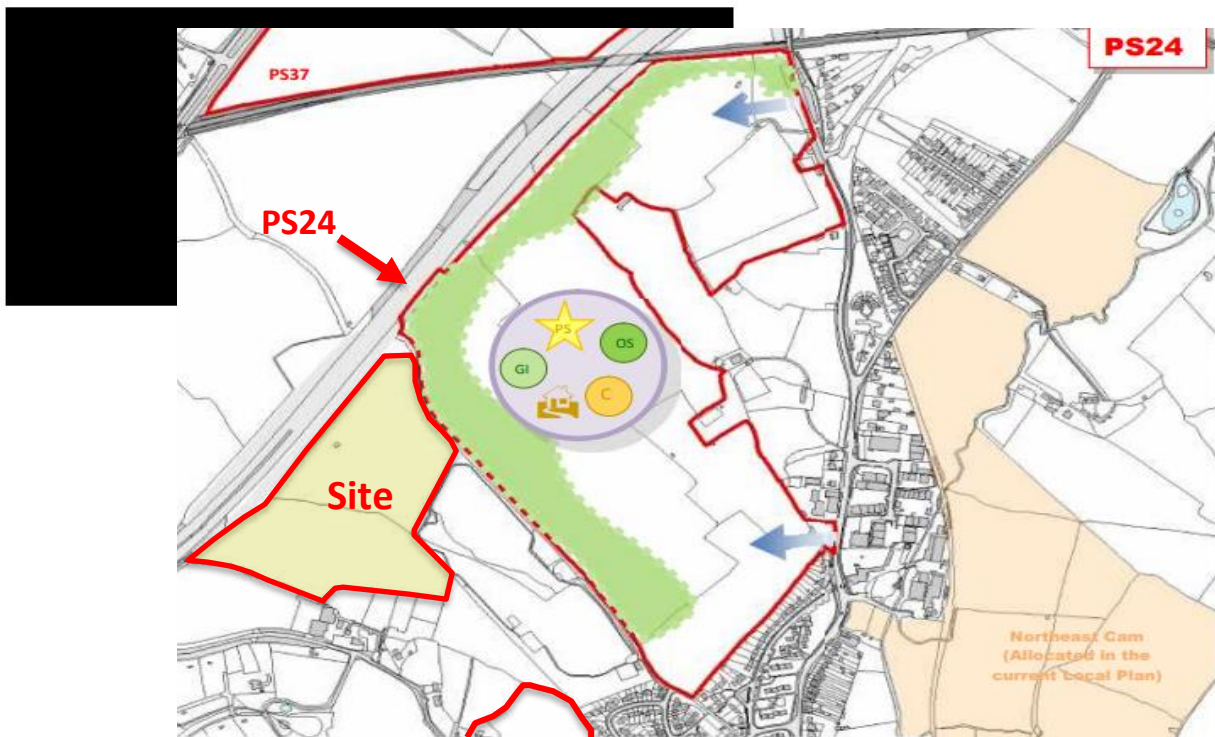 PS24
PS37
PS24
PS
OS
GI
C
Site
Northeast Cam
(Allocated in the
current Local Plan)